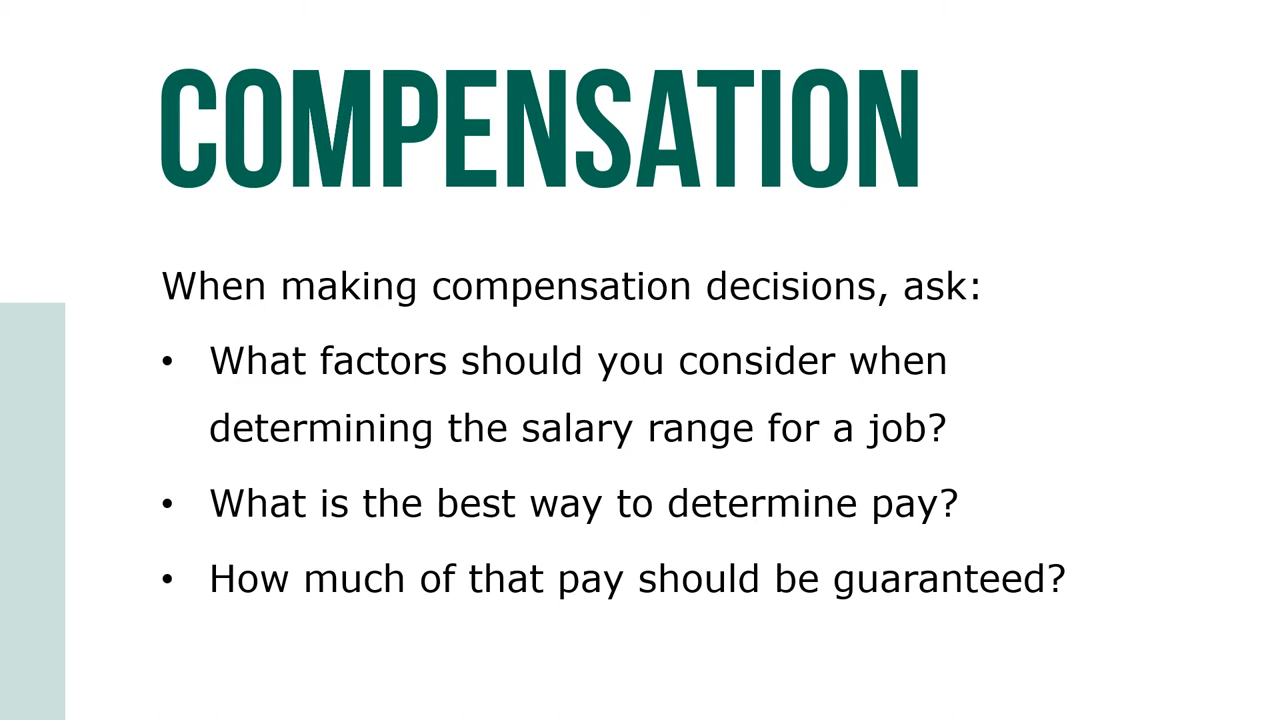 COMPENSATION
When making compensation decisions, ask:
• What factors should you consider when
determining the salary range for a job?
• What is the best way to determine pay?
• How much of that pay should be guaranteed?